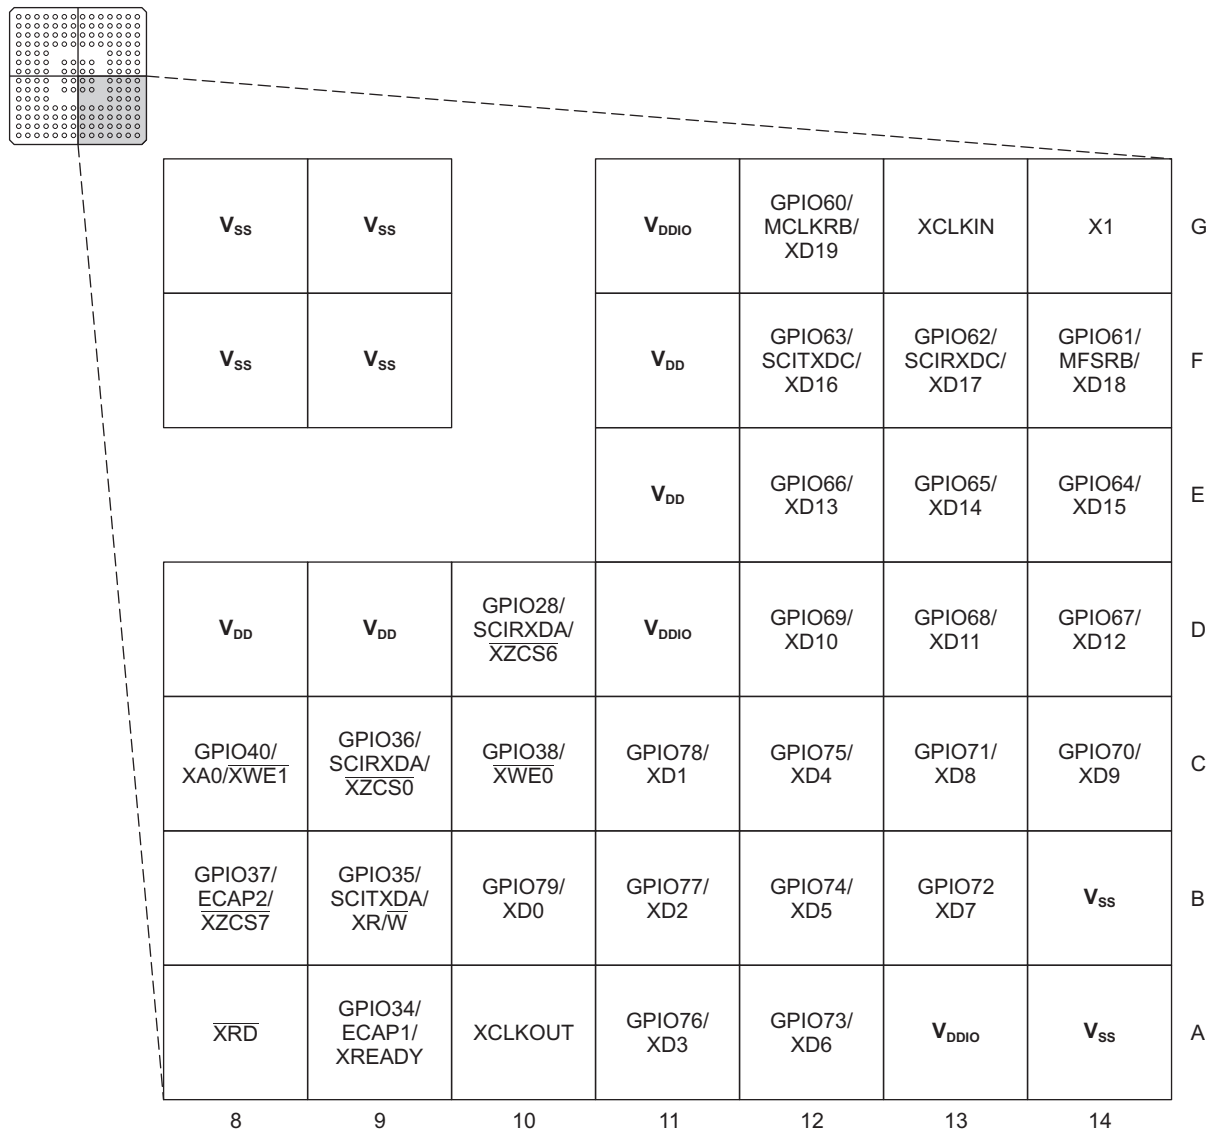 VSS
VSS
VDDIO
GPIO60/
MCLKRB/
XD19
XCLKIN
X1
G
VSS
VSS
VDD
GPIO63/
SCITXDC/
XD16
GPIO62/
SCIRXDC/
XD17
GPIO61/
MFSRB/
XD18
F
VDD
GPIO66/
XD13
GPIO65/
XD14
GPIO64/
XD15
E
VDD
VDD
GPIO28/
SCIRXDA/
XZCS6
VDDIO
GPIO69/
XD10
GPIO68/
XD11
GPIO67/
XD12
D
GPIO40/
XA0/XWE1
GPIO36/
SCIRXDA/
XZCS0
GPIO38/
XWE0
GPIO78/
XD1
GPIO75/
XD4
GPIO71/
XD8
GPIO70/
XD9
C
GPIO37/
ECAP2/
XZCS7
GPIO35/
SCITXDA/
XR/W
GPIO79/
XD0
GPIO77/
XD2
GPIO74/
XD5
GPIO72
XD7
VSS
B
XRD
GPIO34/
ECAP1/
XREADY
XCLKOUT
GPIO76/
XD3
GPIO73/
XD6
VDDIO
VSS
A
8
9
10
11
12
13
14